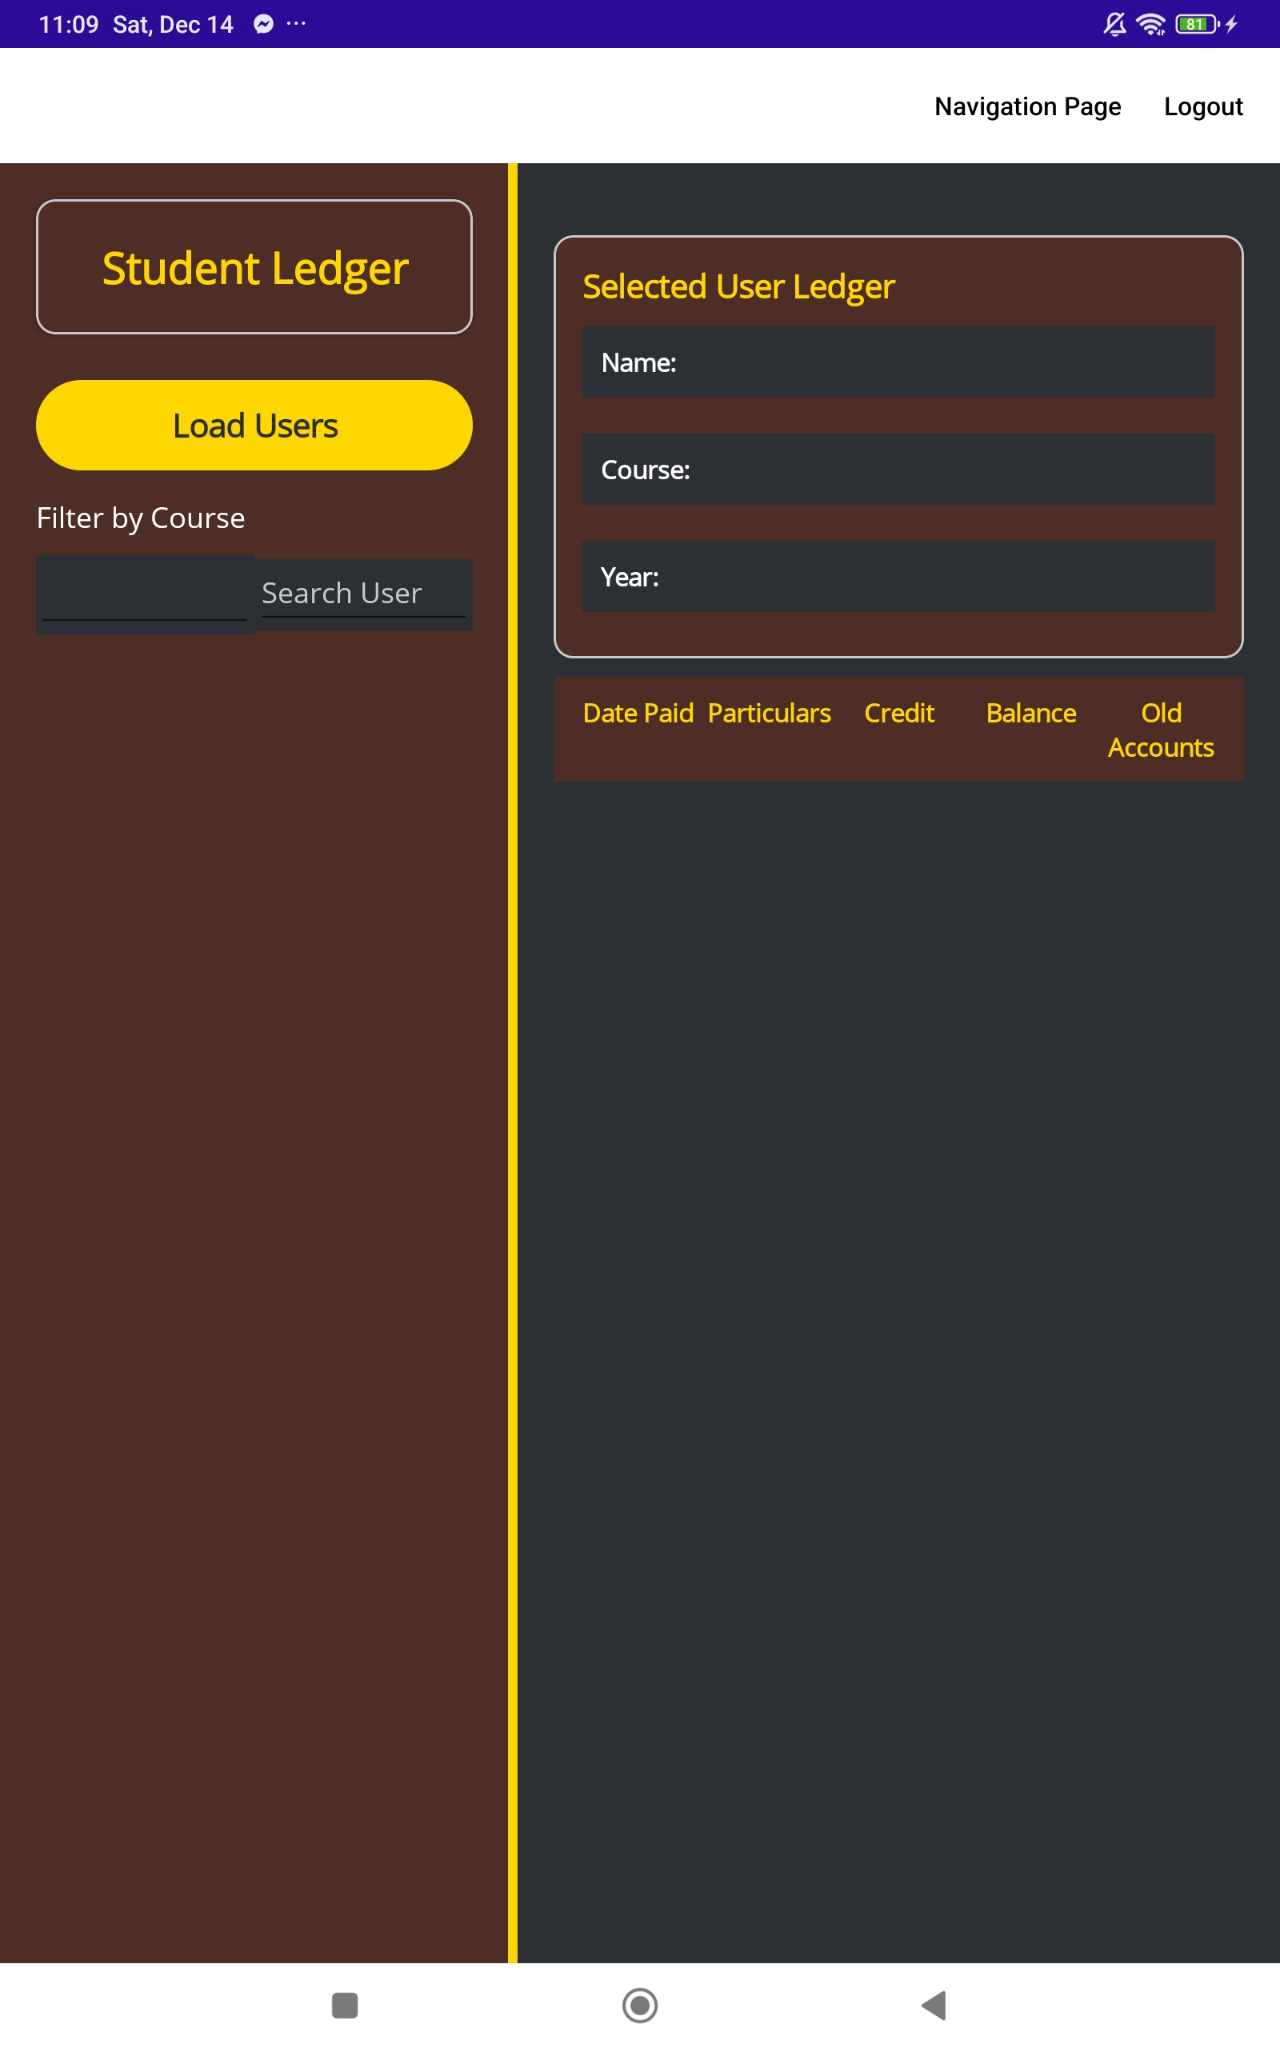 11:09 Sat, Dec 14 ...
81
Navigation Page Logout
Student Ledger
Load Users
Filter by Course
Search User
Selected User Ledger
Name:
Course:
Year:
Date Paid Particulars Credit Balance Old
Accounts